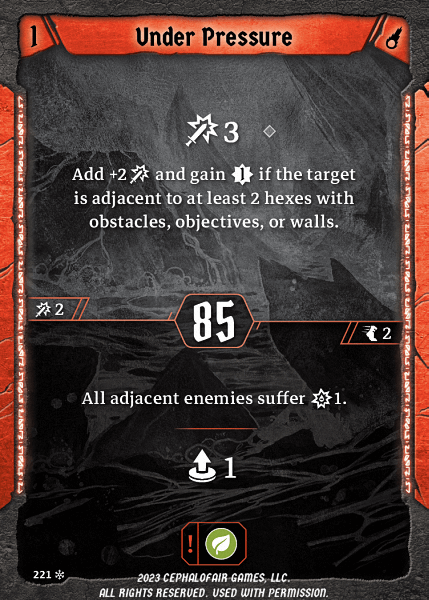 1
Under Pressure
3
Add +2 and gain 1 if the target
is adjacent to at least 2 hexes with
obstacles, objectives, or walls.
2
85
2
All adjacent enemies suffer 1.
1
!
221
2023 CEPHALOFAIR GAMES, LLC.
ALL RIGHTS RESERVED. USED WITH PERMISSION.